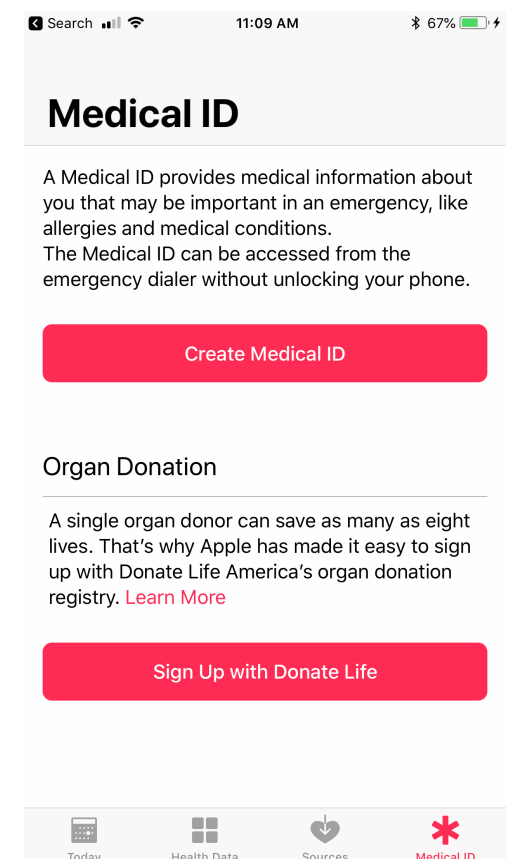 Search 11:09 AM 67%
Medical ID
A Medical ID provides medical information about
you that may be important in an emergency, like
allergies and medical conditions.
The Medical ID can be accessed from the
emergency dialer without unlocking your phone.
Create Medical ID
Organ Donation
A single organ donor can save as many as eight
lives. That’s why Apple has made it easy to sign
up with Donate Life America’s organ donation
registry. Learn More
Sign Up with Donate Life
Today Health Data Sources Medical ID